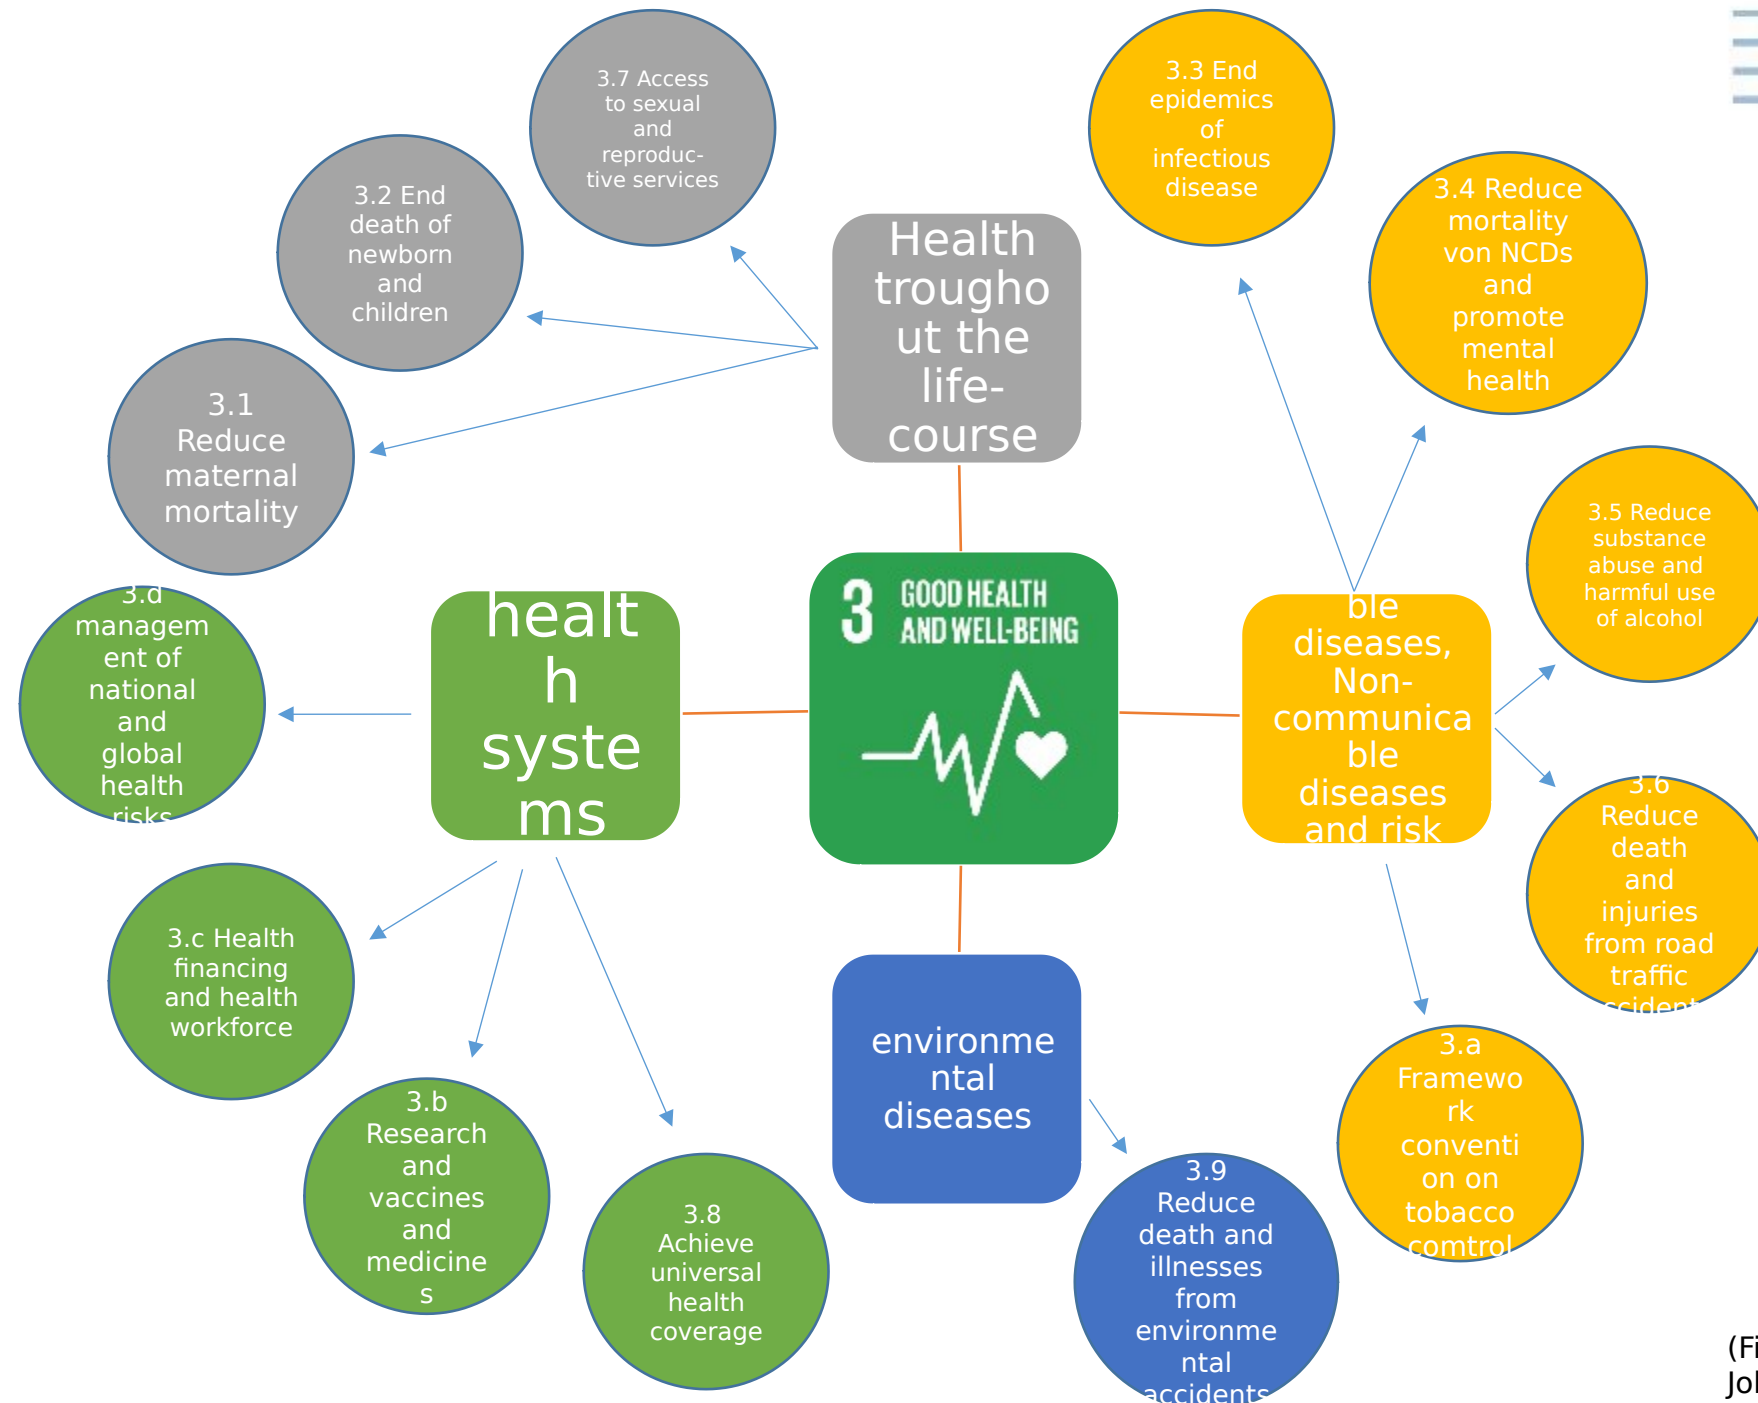 3.7 Access
to sexual
and
reproduc-
tive services
3.3 End
epidemics
of
infectious
disease
3.2 End
death of
newborn
and
children
3.4 Reduce
mortality
von NCDs
and
promote
mental
health
Health
trougho
ut the
life-
course
3.1
Reduce
maternal
mortality
3.5 Reduce
substance
abuse and
harmful use
of alcohol
3.d
managem
ent of
national
and
global
health
risks
healt
h
syste
ms
3 GOOD HEALTH
AND WELL-BEING
ble
diseases,
Non-
communica
ble
diseases
and risk
3.6
Reduce
death
and
injuries
from road
traffic
3.c Health
financing
and health
workforce
environme
ntal
diseases
3.a
Framewo
rk
conventi
on on
tobacco
comtrol
3.b
Research
and
vaccines
and
medicine
s
3.8
Achieve
universal
health
coverage
3.9
Reduce
death and
illnesses
from
environme
ntal
accidents